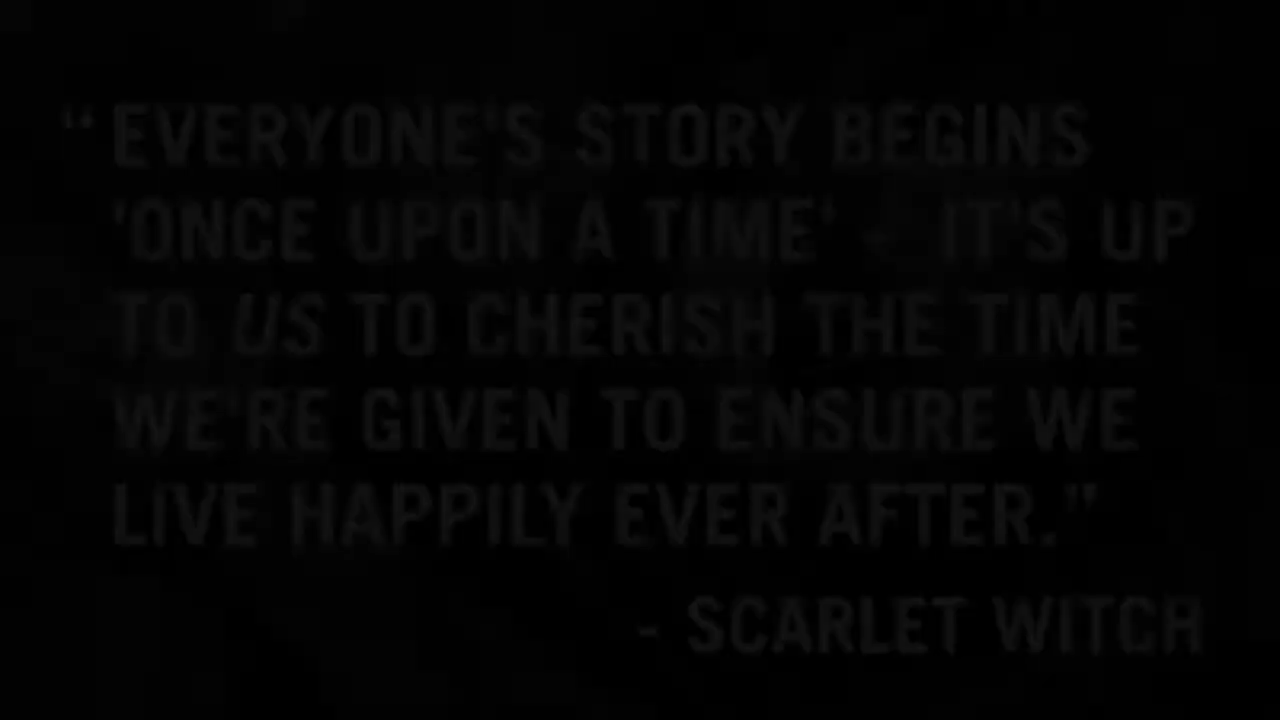 “EVERYONE'S STORY BEGINS
'ONCE UPON A TIME' - IT'S UP
TO US TO CHERISH THE TIME
WE'RE GIVEN TO ENSURE WE
LIVE HAPPILY EVER AFTER.”
- SCARLET WITCH